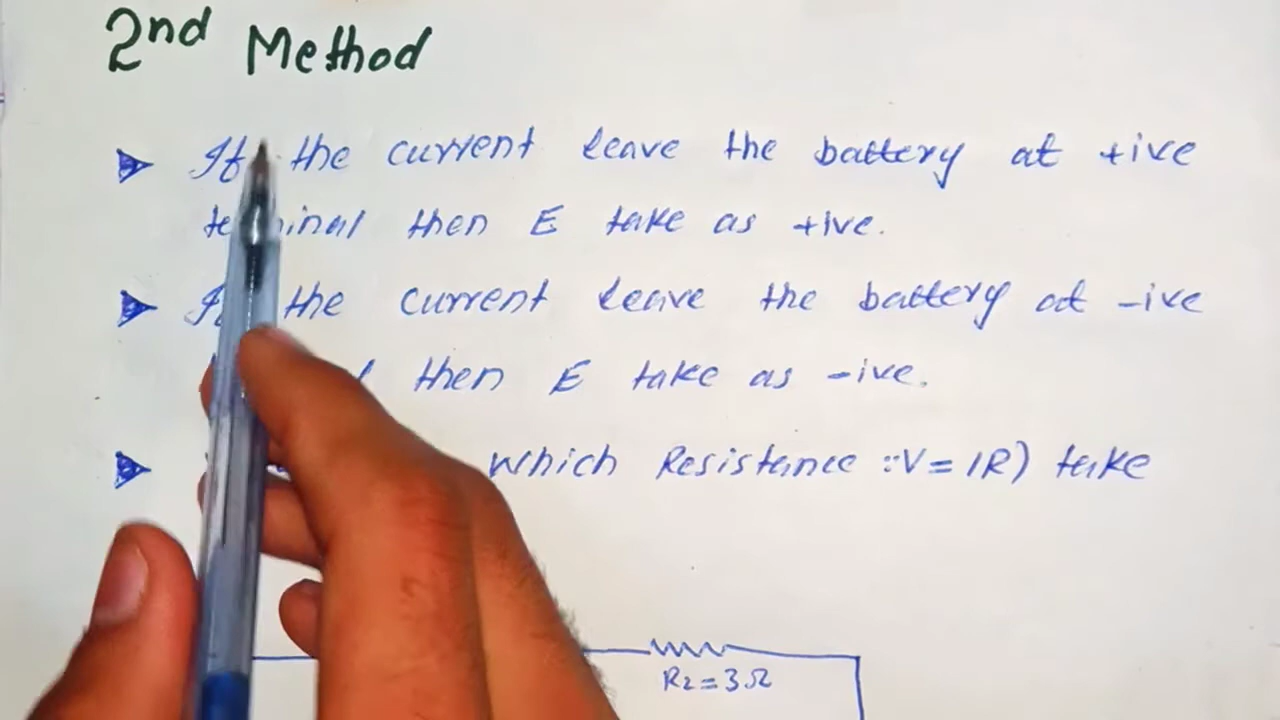 2nd Method
If the current leave the battery at +ive
terminal then E take as +ive.
the current leave the battery at -ive
then E take as -ive.
which Resistance ∵V=IR) take
R2=3Ω